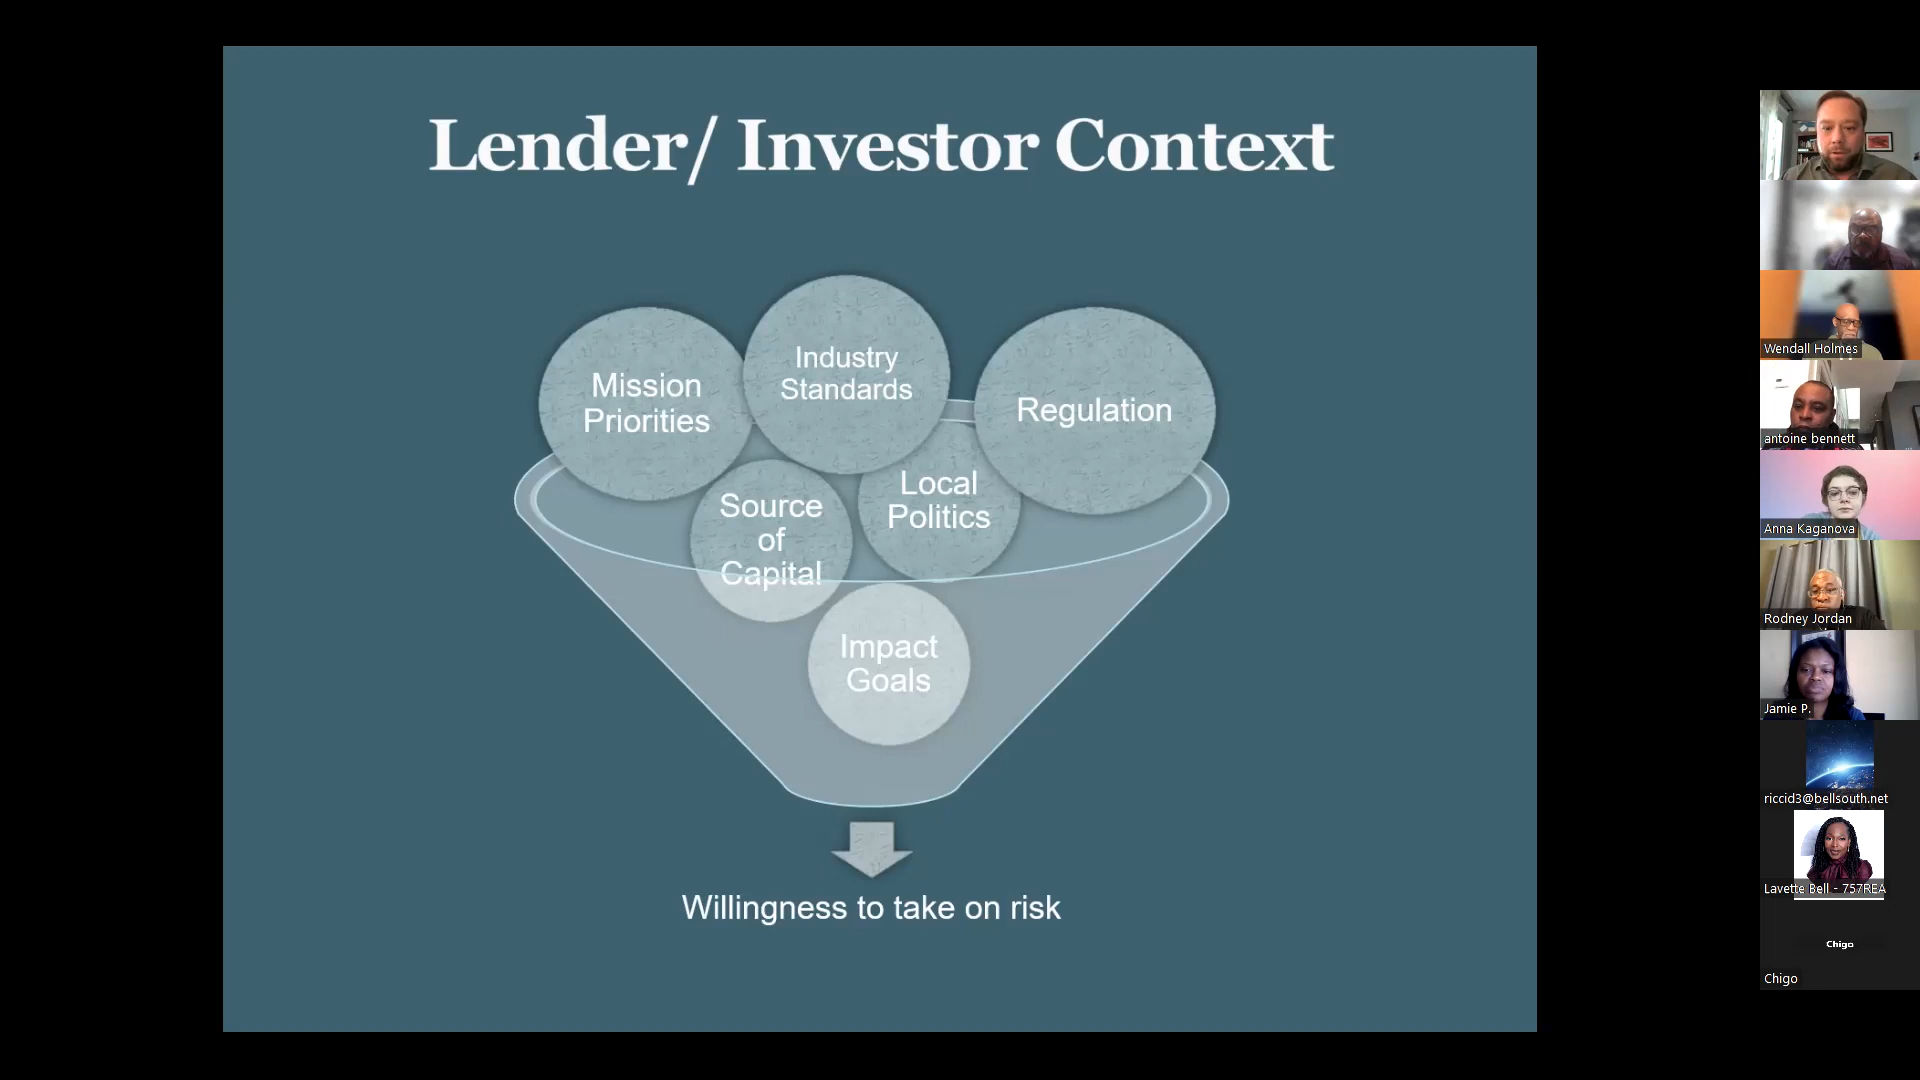 Lender/ Investor Context
Mission
Priorities
Industry
Standards
Regulation
Source
of
Capital
Local
Politics
Impact
Goals
Willingness to take on risk
Wendall Holmes
antoine bennett
Anna Kaganova
Rodney Jordan
Jamie P.
riccid3@bellsouth.net
Lavette Bell - 757REA
Chigo
Chigo